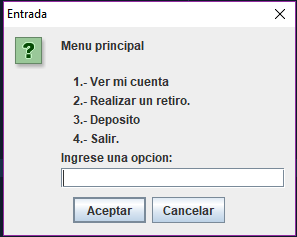 Entrada
?
Menu principal
1.- Ver mi cuenta
2.- Realizar un retiro.
3.- Deposito
4.- Salir.
Ingrese una opcion:
Aceptar
Cancelar